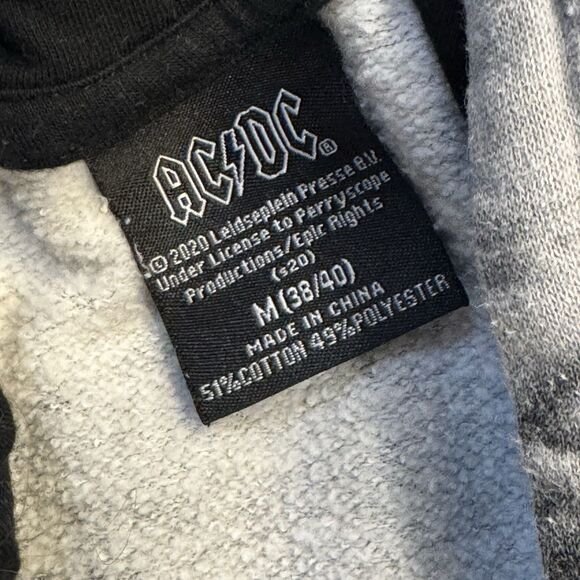 AC⚡DC®
© 2020 Leidseplein Presse B.V.
Under License to Perryscope
Productions/Epic Rights
(s20)
M (38/40)
MADE IN CHINA
51%COTTON 49%POLYESTER